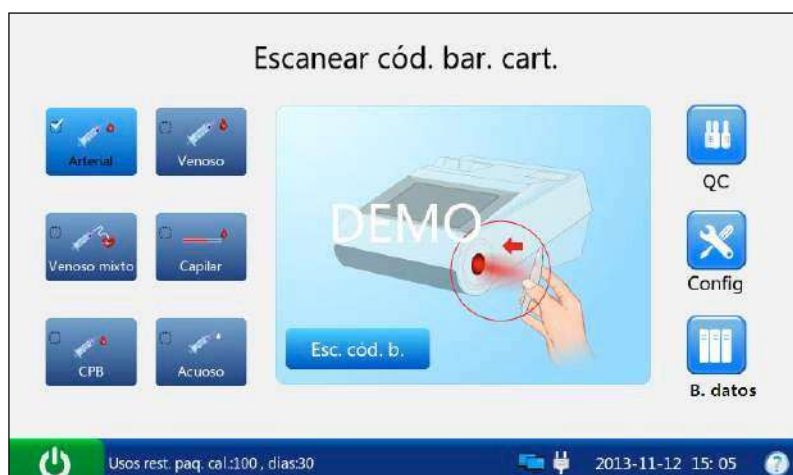 Escanear cód. bar. cart.
Arterial
Venoso
Venoso mixto
Capilar
CPB
Acuoso
DEMO
Esc. cód. b.
QC
Config
B. datos
Usos rest. paq. cal.:100 , dias:30
2013-11-12 15: 05
?